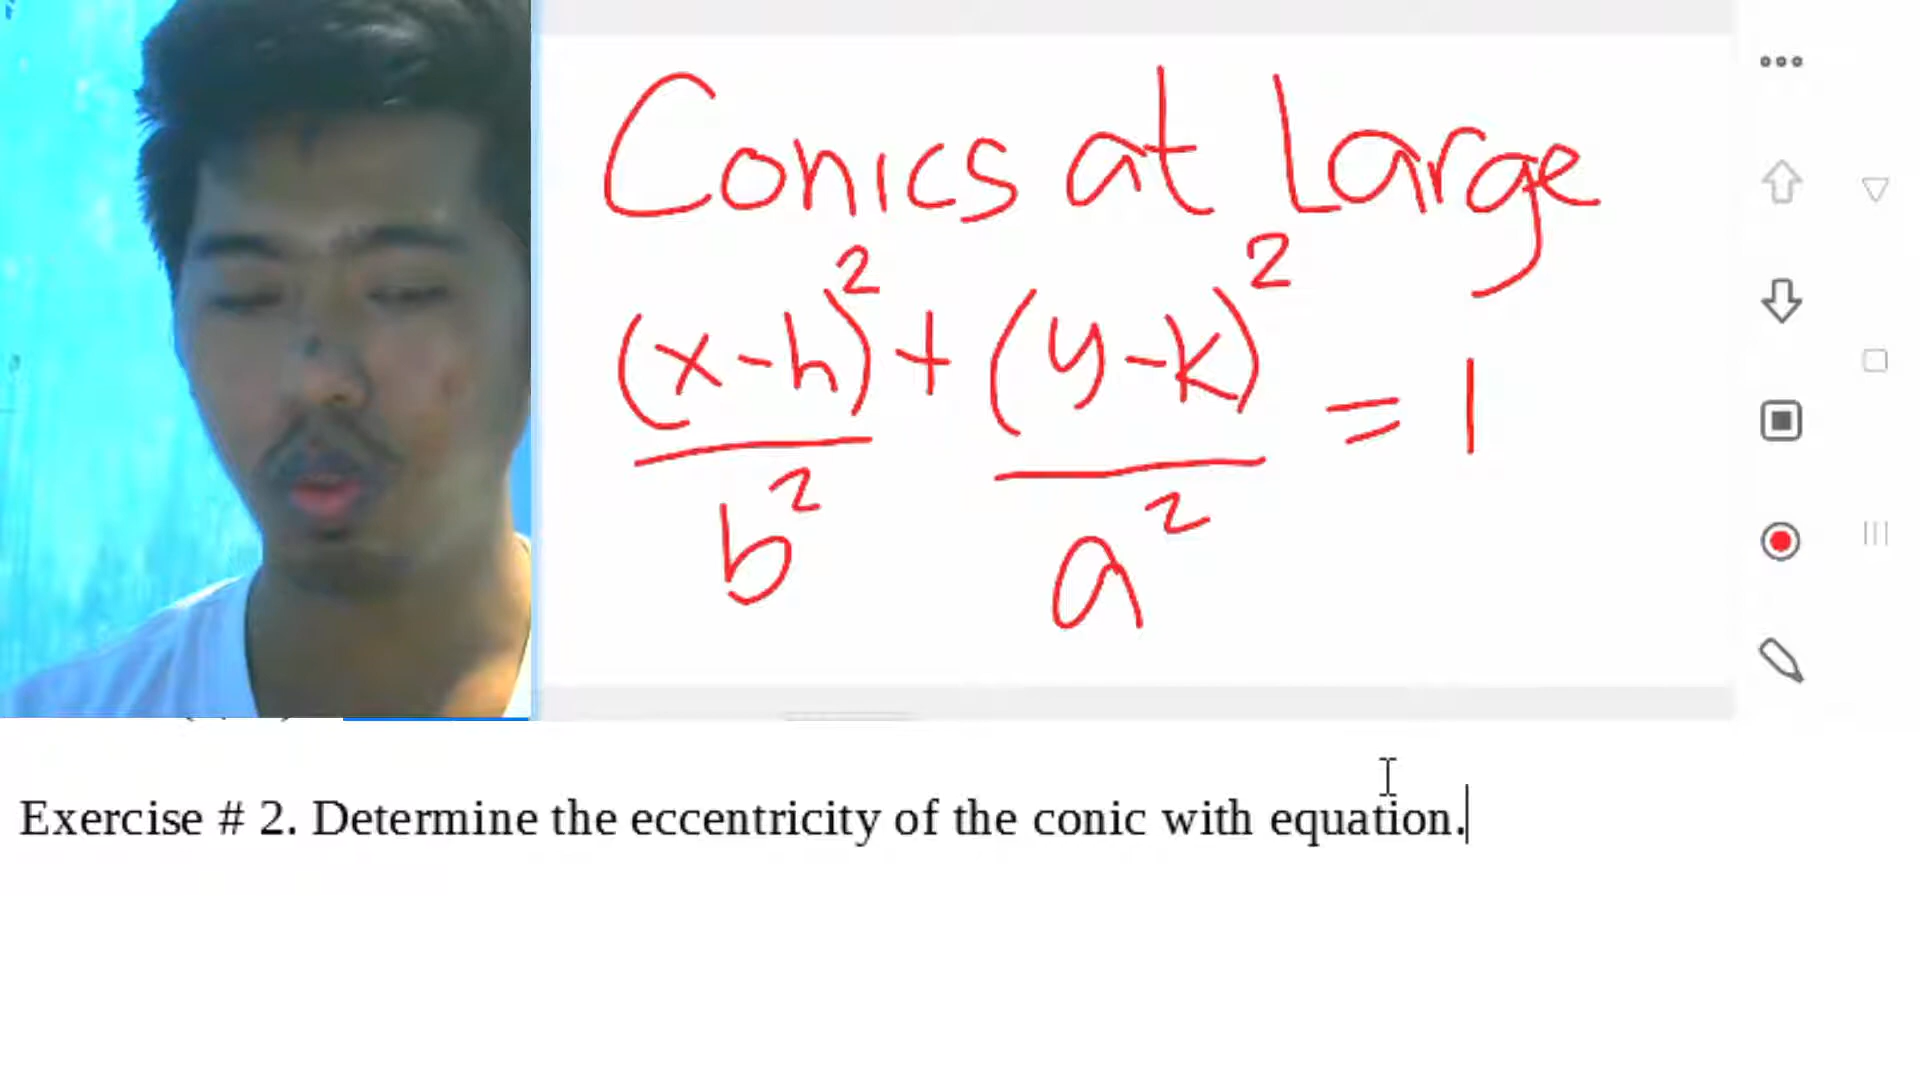 Conics at Large
(x-h)² + (y-k)² = 1
b² a²
Exercise # 2. Determine the eccentricity of the conic with equation.